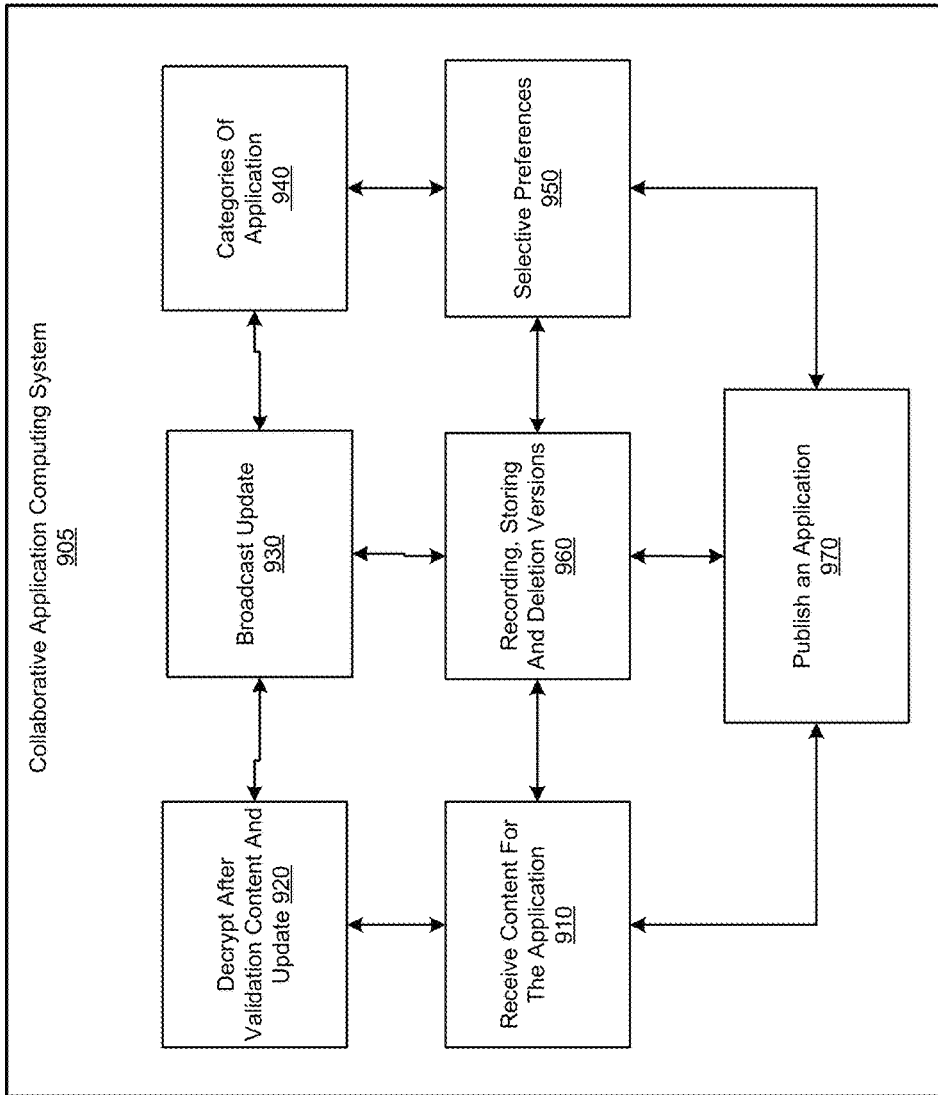 Collaborative Application Computing System
905
Decrypt After
Validation Content And
Update 920
Broadcast Update
930
Categories Of
Application
940
Receive Content For
The Application
910
Recording, Storing
And Deletion Versions
960
Selective Preferences
950
Publish an Application
970